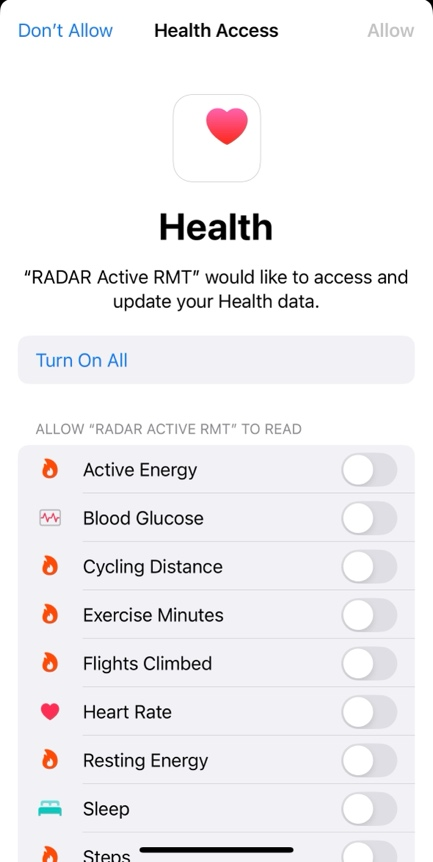 Don’t Allow
Health Access
Allow
Health
“RADAR Active RMT” would like to access and
update your Health data.
Turn On All
ALLOW “RADAR ACTIVE RMT” TO READ
Active Energy
Blood Glucose
Cycling Distance
Exercise Minutes
Flights Climbed
Heart Rate
Resting Energy
Sleep
Steps